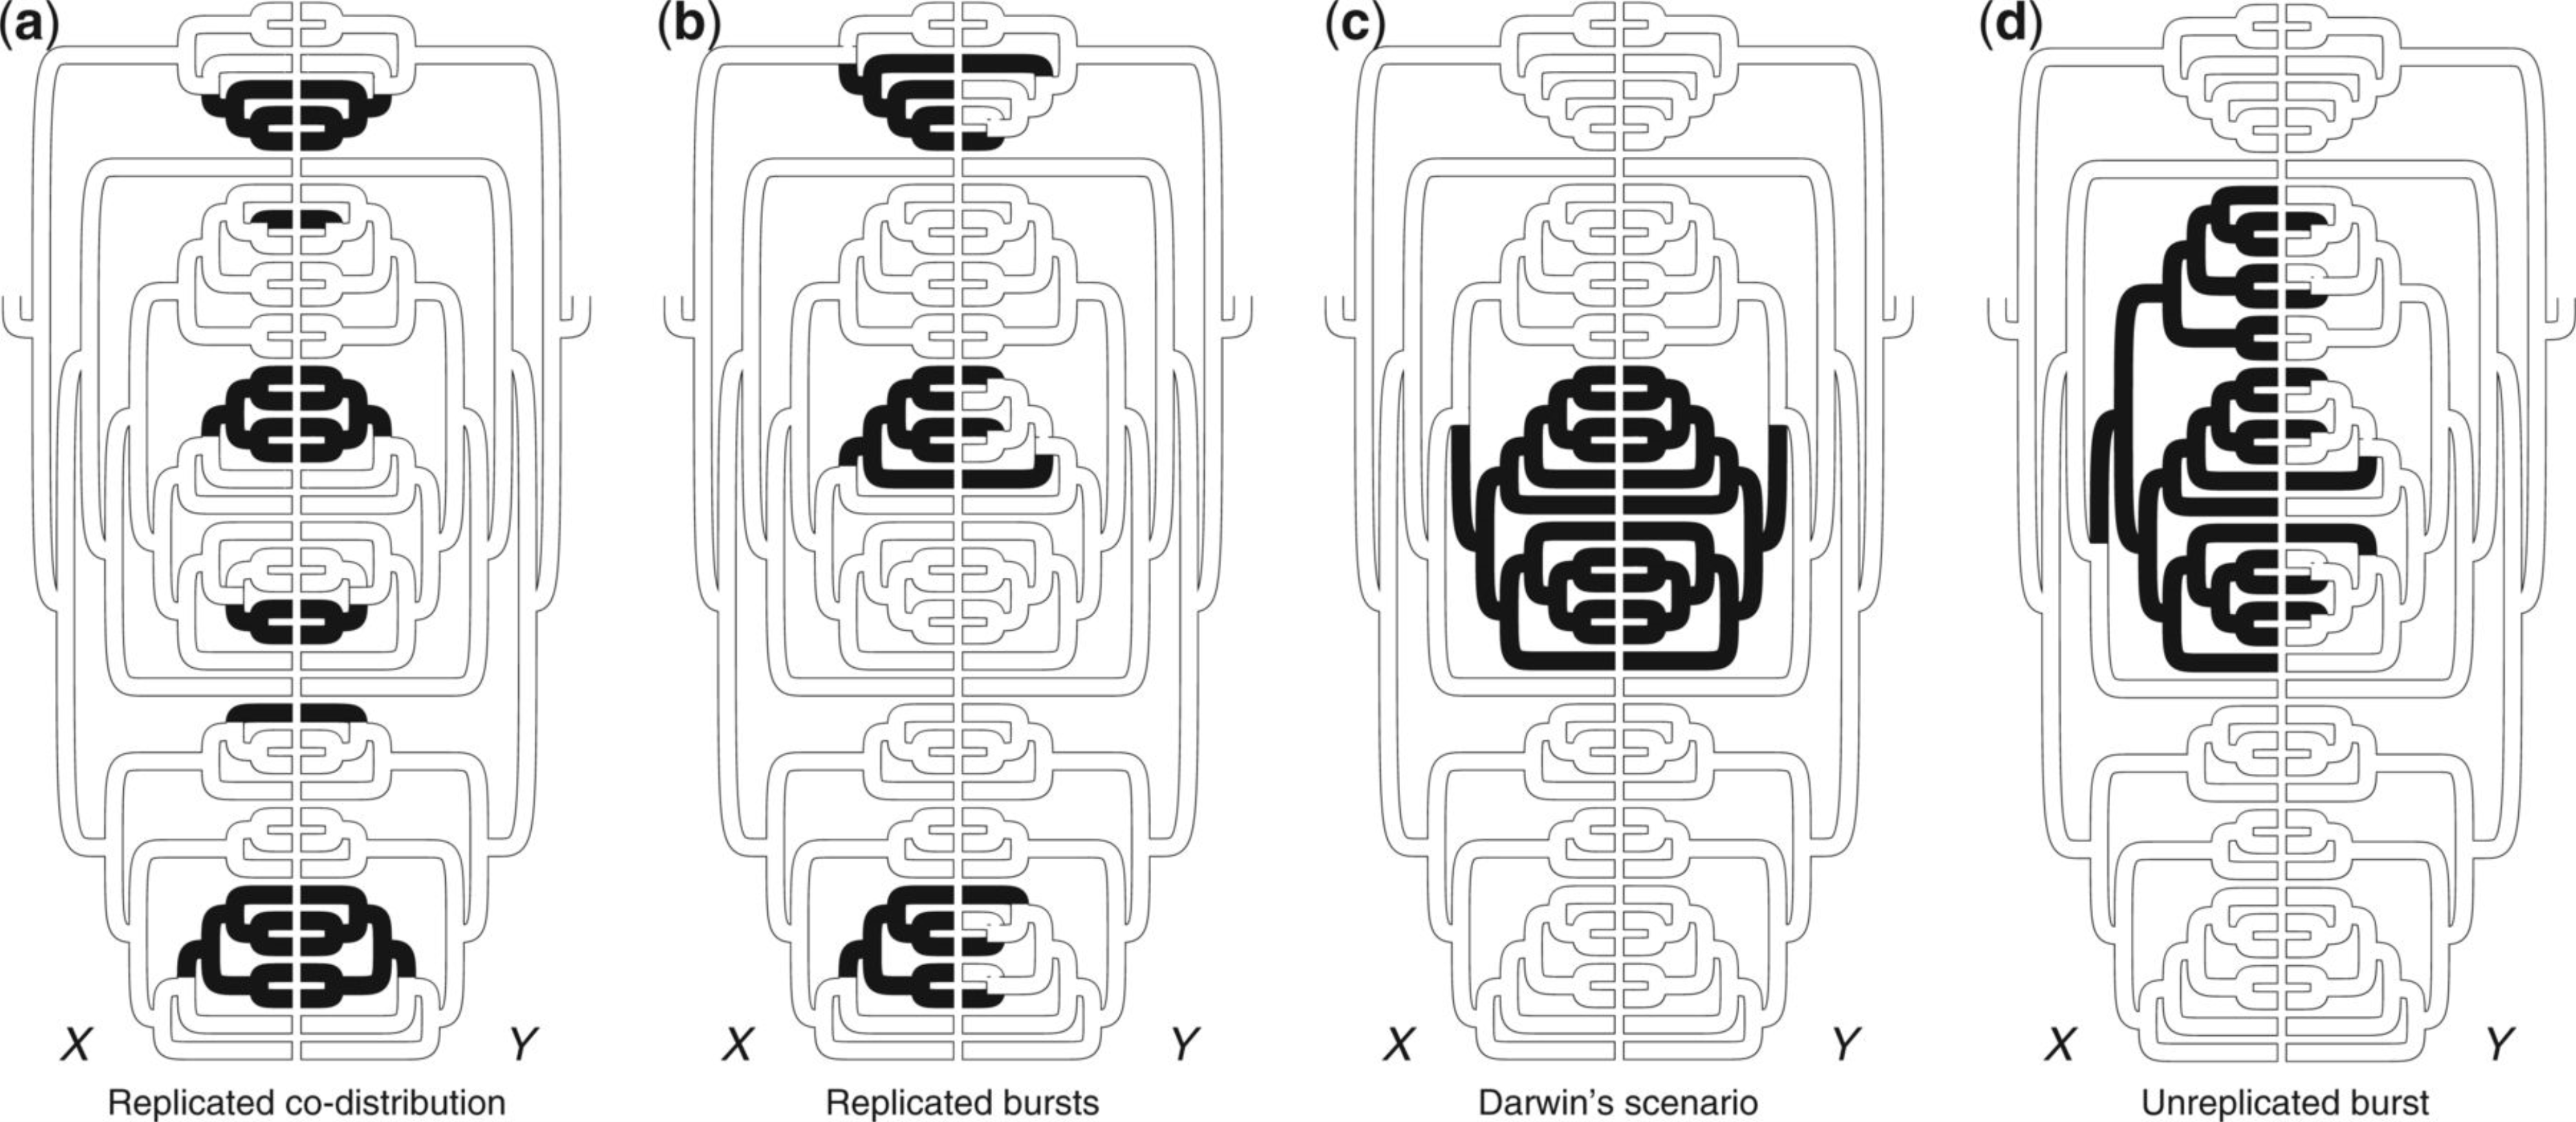 (a) (b) (c) (d)
X Y X Y X Y X Y
Replicated co-distribution Replicated bursts Darwin's scenario Unreplicated burst